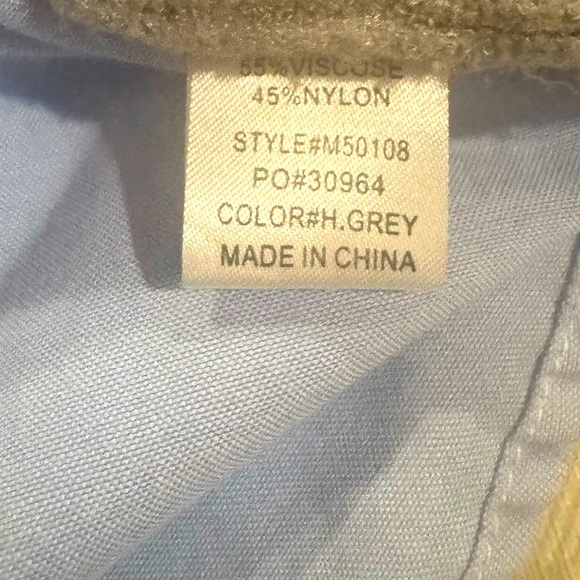 55%VISCOSE
45%NYLON
STYLE#M50108
PO#30964
COLOR#H.GREY
MADE IN CHINA